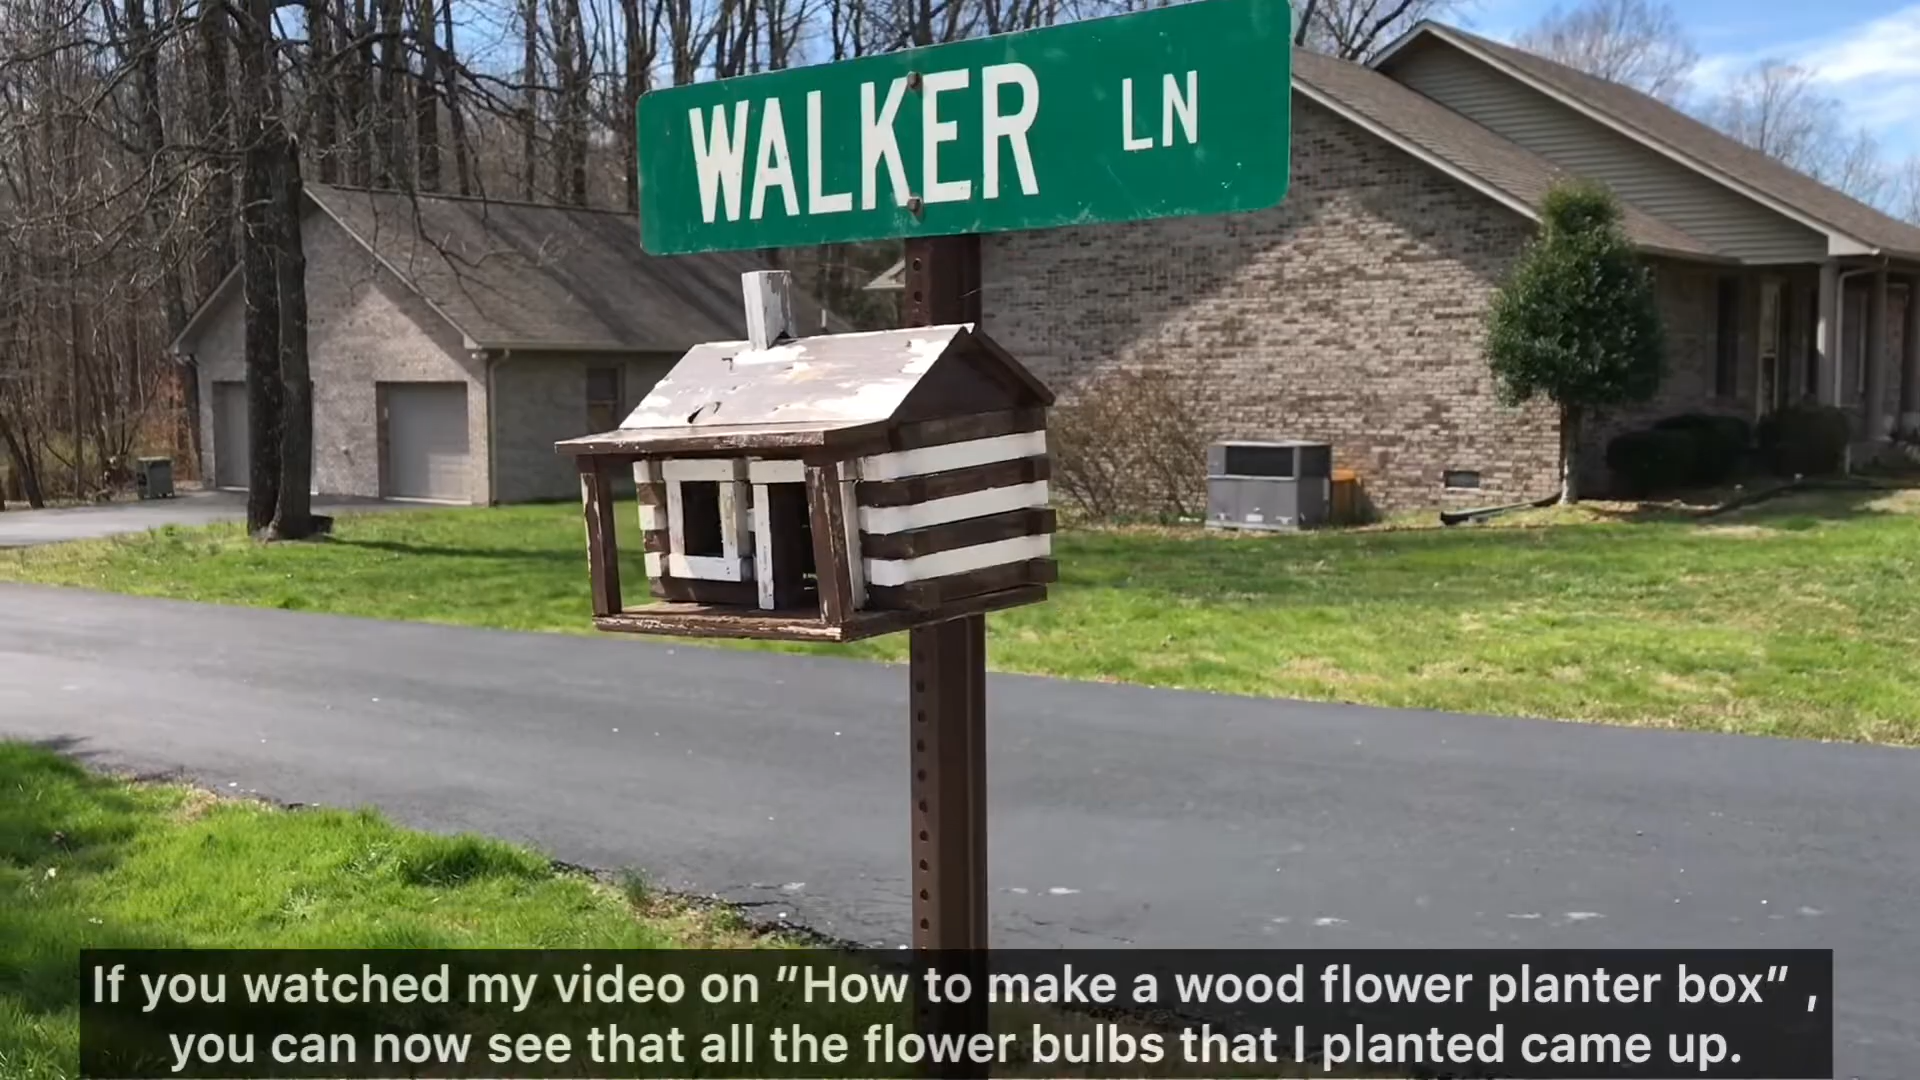 WALKER LN
If you watched my video on "How to make a wood flower planter box" ,
you can now see that all the flower bulbs that I planted came up.